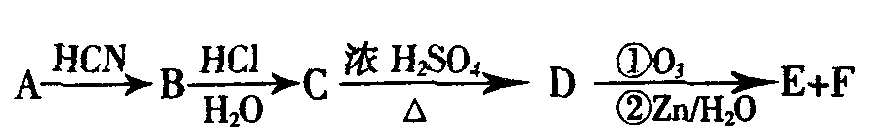 A —HCN/→ B —HCl/H₂O→ C —浓 H₂SO₄/△→ D —①O₃/②Zn/H₂O→ E+F